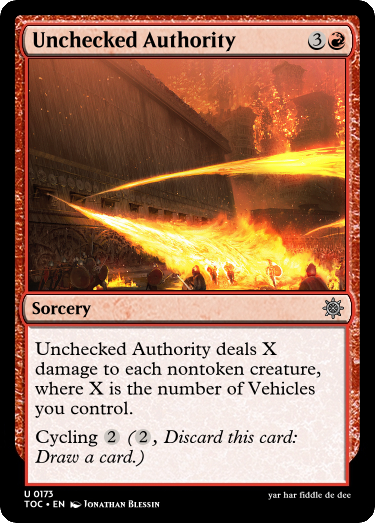 Unchecked Authority 3
Sorcery
Unchecked Authority deals X
damage to each nontoken creature,
where X is the number of Vehicles
you control.
Cycling 2 (2, Discard this card:
Draw a card.)
U 0173
TOC • EN Jonathan Blessin
yar har fiddle de dee